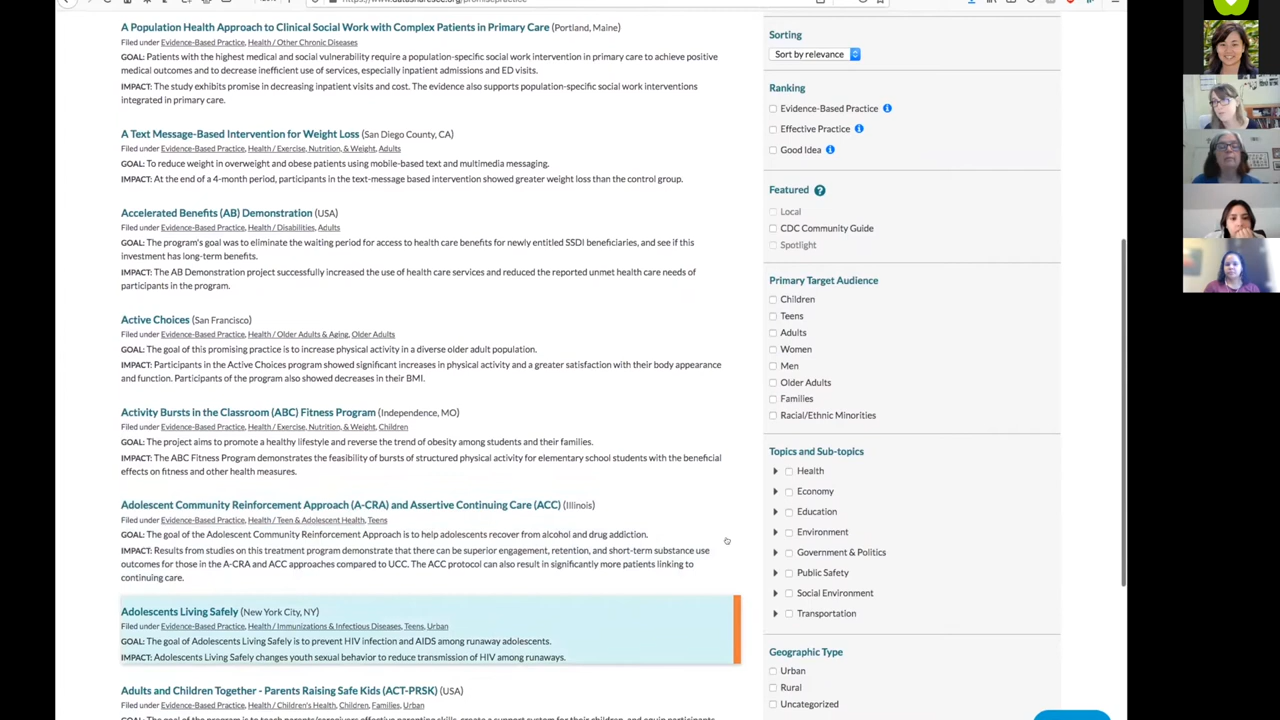 A Population Health Approach to Clinical Social Work with Complex Patients in Primary Care (Portland, Maine)
Filed under Evidence-Based Practice, Health / Other Chronic Diseases
GOAL: Patients with the highest medical and social vulnerability require a population-specific social work intervention in primary care to achieve positive
medical outcomes and to decrease inefficient use of services, especially inpatient admissions and ED visits.
IMPACT: The study exhibits promise in decreasing inpatient visits and cost. The evidence also supports population-specific social work interventions
integrated in primary care.
A Text Message-Based Intervention for Weight Loss (San Diego County, CA)
Filed under Evidence-Based Practice, Health / Exercise, Nutrition, & Weight, Adults
GOAL: To reduce weight in overweight and obese patients using mobile-based text and multimedia messaging.
IMPACT: At the end of a 4-month period, participants in the text-message based intervention showed greater weight loss than the control group.
Accelerated Benefits (AB) Demonstration (USA)
Filed under Evidence-Based Practice, Health / Disabilities, Adults
GOAL: The program's goal was to eliminate the waiting period for access to health care benefits for newly entitled SSDI beneficiaries, and see if this
investment has long-term benefits.
IMPACT: The AB Demonstration project successfully increased the use of health care services and reduced the reported unmet health care needs of
participants in the program.
Active Choices (San Francisco)
Filed under Evidence-Based Practice, Health / Older Adults & Aging, Older Adults
GOAL: The goal of this promising practice is to increase physical activity in a diverse older adult population.
IMPACT: Participants in the Active Choices program showed significant increases in physical activity and a greater satisfaction with their body appearance
and function. Participants of the program also showed decreases in their BMI.
Activity Bursts in the Classroom (ABC) Fitness Program (Independence, MO)
Filed under Evidence-Based Practice, Health / Exercise, Nutrition, & Weight, Children
GOAL: The project aims to promote a healthy lifestyle and reverse the trend of obesity among students and their families.
IMPACT: The ABC Fitness Program demonstrates the feasibility of bursts of structured physical activity for elementary school students with the beneficial
effects on fitness and other health measures.
Adolescent Community Reinforcement Approach (A-CRA) and Assertive Continuing Care (ACC) (Illinois)
Filed under Evidence-Based Practice, Health / Teen & Adolescent Health, Teens
GOAL: The goal of the Adolescent Community Reinforcement Approach is to help adolescents recover from alcohol and drug addiction.
IMPACT: Results from studies on this treatment program demonstrate that there can be superior engagement, retention, and short-term substance use
outcomes for those in the A-CRA and ACC approaches compared to UCC. The ACC protocol can also result in significantly more patients linking to
continuing care.
Adolescents Living Safely (New York City, NY)
Filed under Evidence-Based Practice, Health / Immunizations & Infectious Diseases, Teens, Urban
GOAL: The goal of Adolescents Living Safely is to prevent HIV infection and AIDS among runaway adolescents.
IMPACT: Adolescents Living Safely changes youth sexual behavior to reduce transmission of HIV among runaways.
Adults and Children Together - Parents Raising Safe Kids (ACT-PRSK) (USA)
Filed under Evidence-Based Practice, Health / Children's Health, Children, Families, Urban
Sorting
Sort by relevance
Ranking
Evidence-Based Practice
Effective Practice
Good Idea
Featured
Local
CDC Community Guide
Spotlight
Primary Target Audience
Children
Teens
Adults
Women
Men
Older Adults
Families
Racial/Ethnic Minorities
Topics and Sub-topics
Health
Economy
Education
Environment
Government & Politics
Public Safety
Social Environment
Transportation
Geographic Type
Urban
Rural
Uncategorized